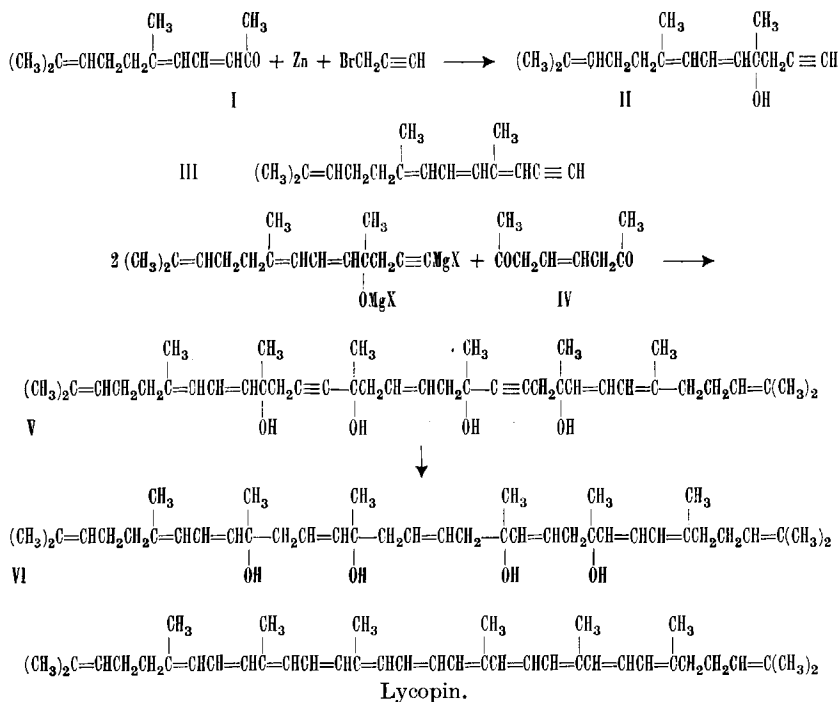 CH₃ CH₃ CH₃ CH₃
(CH₃)₂C=CHCH₂CH₂C=CHCH=CHCO + Zn + BrCH₂C≡CH ⟶ (CH₃)₂C=CHCH₂CH₂C=CHCH=CHCCH₂C≡CH
I II OH
CH₃ CH₃
III (CH₃)₂C=CHCH₂CH₂C=CHCH=CHC=CHC≡CH
CH₃ CH₃ CH₃ CH₃
2 (CH₃)₂C=CHCH₂CH₂C=CHCH=CHCCH₂C≡CMgX + COCH₂CH=CHCH₂CO ⟶
OMgX IV
CH₃ CH₃ CH₃ CH₃ CH₃ CH₃
(CH₃)₂C=CHCH₂CH₂C=CHCH=CHCCH₂C≡C—CCH₂CH=CHCH₂C—C≡CCH₂CCH=CHCH=C—CH₂CH₂CH=C(CH₃)₂
V OH OH OH OH
CH₃ CH₃ CH₃ CH₃ CH₃ CH₃
(CH₃)₂C=CHCH₂CH₂C=CHCH=CHC—CH₂CH=CHC—CH₂CH=CHCH₂—CCH=CHCH₂CCH=CHCH=CCH₂CH₂CH=C(CH₃)₂
VI OH OH OH OH
CH₃ CH₃ CH₃ CH₃ CH₃ CH₃
(CH₃)₂C=CHCH₂CH₂C=CHCH=CHC=CHCH=CHC=CHCH=CHCH=CCH=CHCH=CCH=CHCH=CCH₂CH₂CH=C(CH₃)₂
Lycopin.